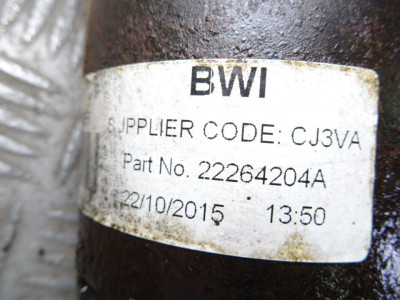 BWI
SUPPLIER CODE: CJ3VA
Part No. 22264204A
22/10/2015 13:50